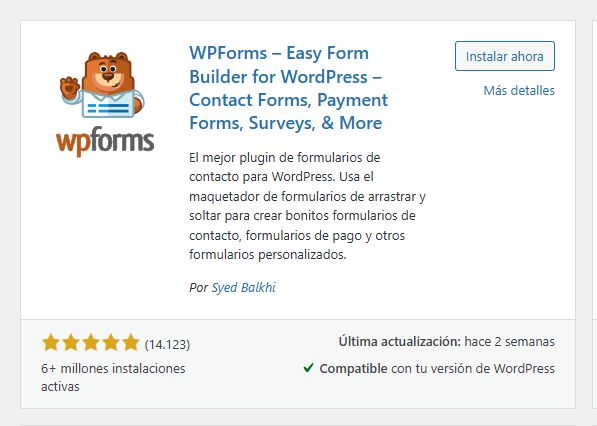 WPForms – Easy Form
Builder for WordPress –
Contact Forms, Payment
Forms, Surveys, & More
Instalar ahora
Más detalles
wpforms
El mejor plugin de formularios de
contacto para WordPress. Usa el
maquetador de formularios de arrastrar y
soltar para crear bonitos formularios de
contacto, formularios de pago y otros
formularios personalizados.
Por Syed Balkhi
(14.123)
6+ millones instalaciones
activas
Última actualización: hace 2 semanas
Compatible con tu versión de WordPress